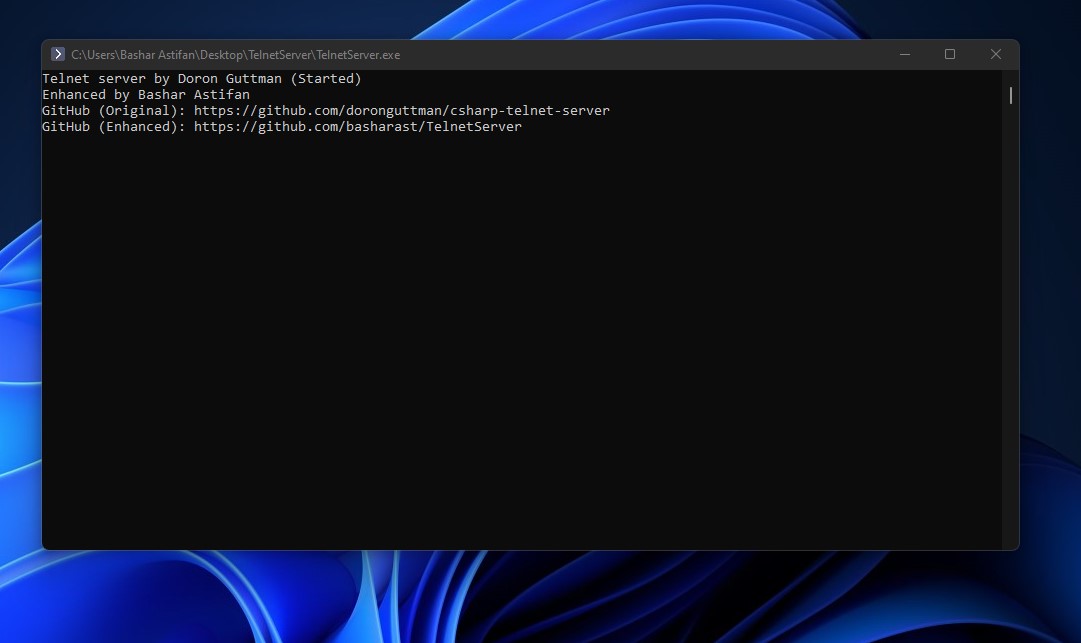 C:\Users\Bashar Astifan\Desktop\TelnetServer\TelnetServer.exe
Telnet server by Doron Guttman (Started)
Enhanced by Bashar Astifan
GitHub (Original): https://github.com/doronguttman/csharp-telnet-server
GitHub (Enhanced): https://github.com/basharast/TelnetServer